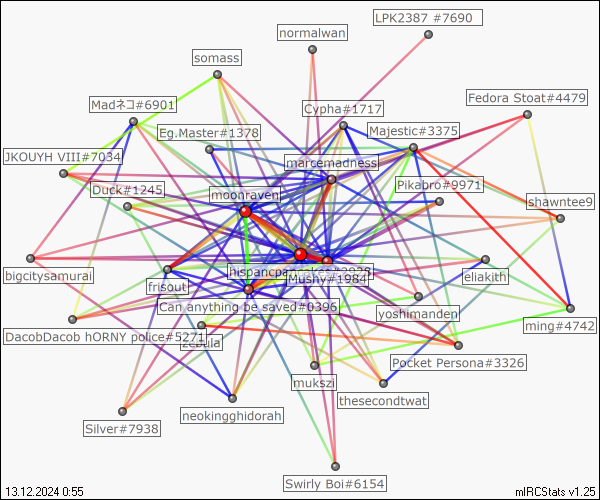 LPK2387 #7690
normalwan
somass
Fedora Stoat#4479
Madネコ#6901
Cypha#1717
Eg.Master#1378
Majestic#3375
JKOUYH VIII#7034
marcemadness
Duck#1245
Pikabro#9971
moonraven
shawntee9
bigcitysamurai
frisout
Mushy#1984
eliakith
Can anything be saved#0396
yoshimanden
ming#4742
DacobDacob hORNY police#5271
zebula
Pocket Persona#3326
mukszi
thesecondtwat
neokingghidorah
Silver#7938
Swirly Boi#6154
13.12.2024 0:55
mIRCStats v1.25